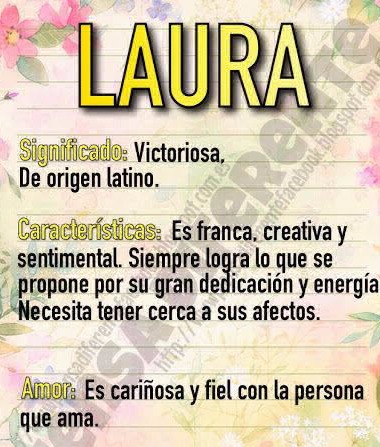 LAURA
Significado: Victoriosa,
De origen latino.
Características: Es franca, creativa y
sentimental. Siempre logra lo que se
propone por su gran dedicación y energía
Necesita tener cerca a sus afectos.
Amor: Es cariñosa y fiel con la persona
que ama.